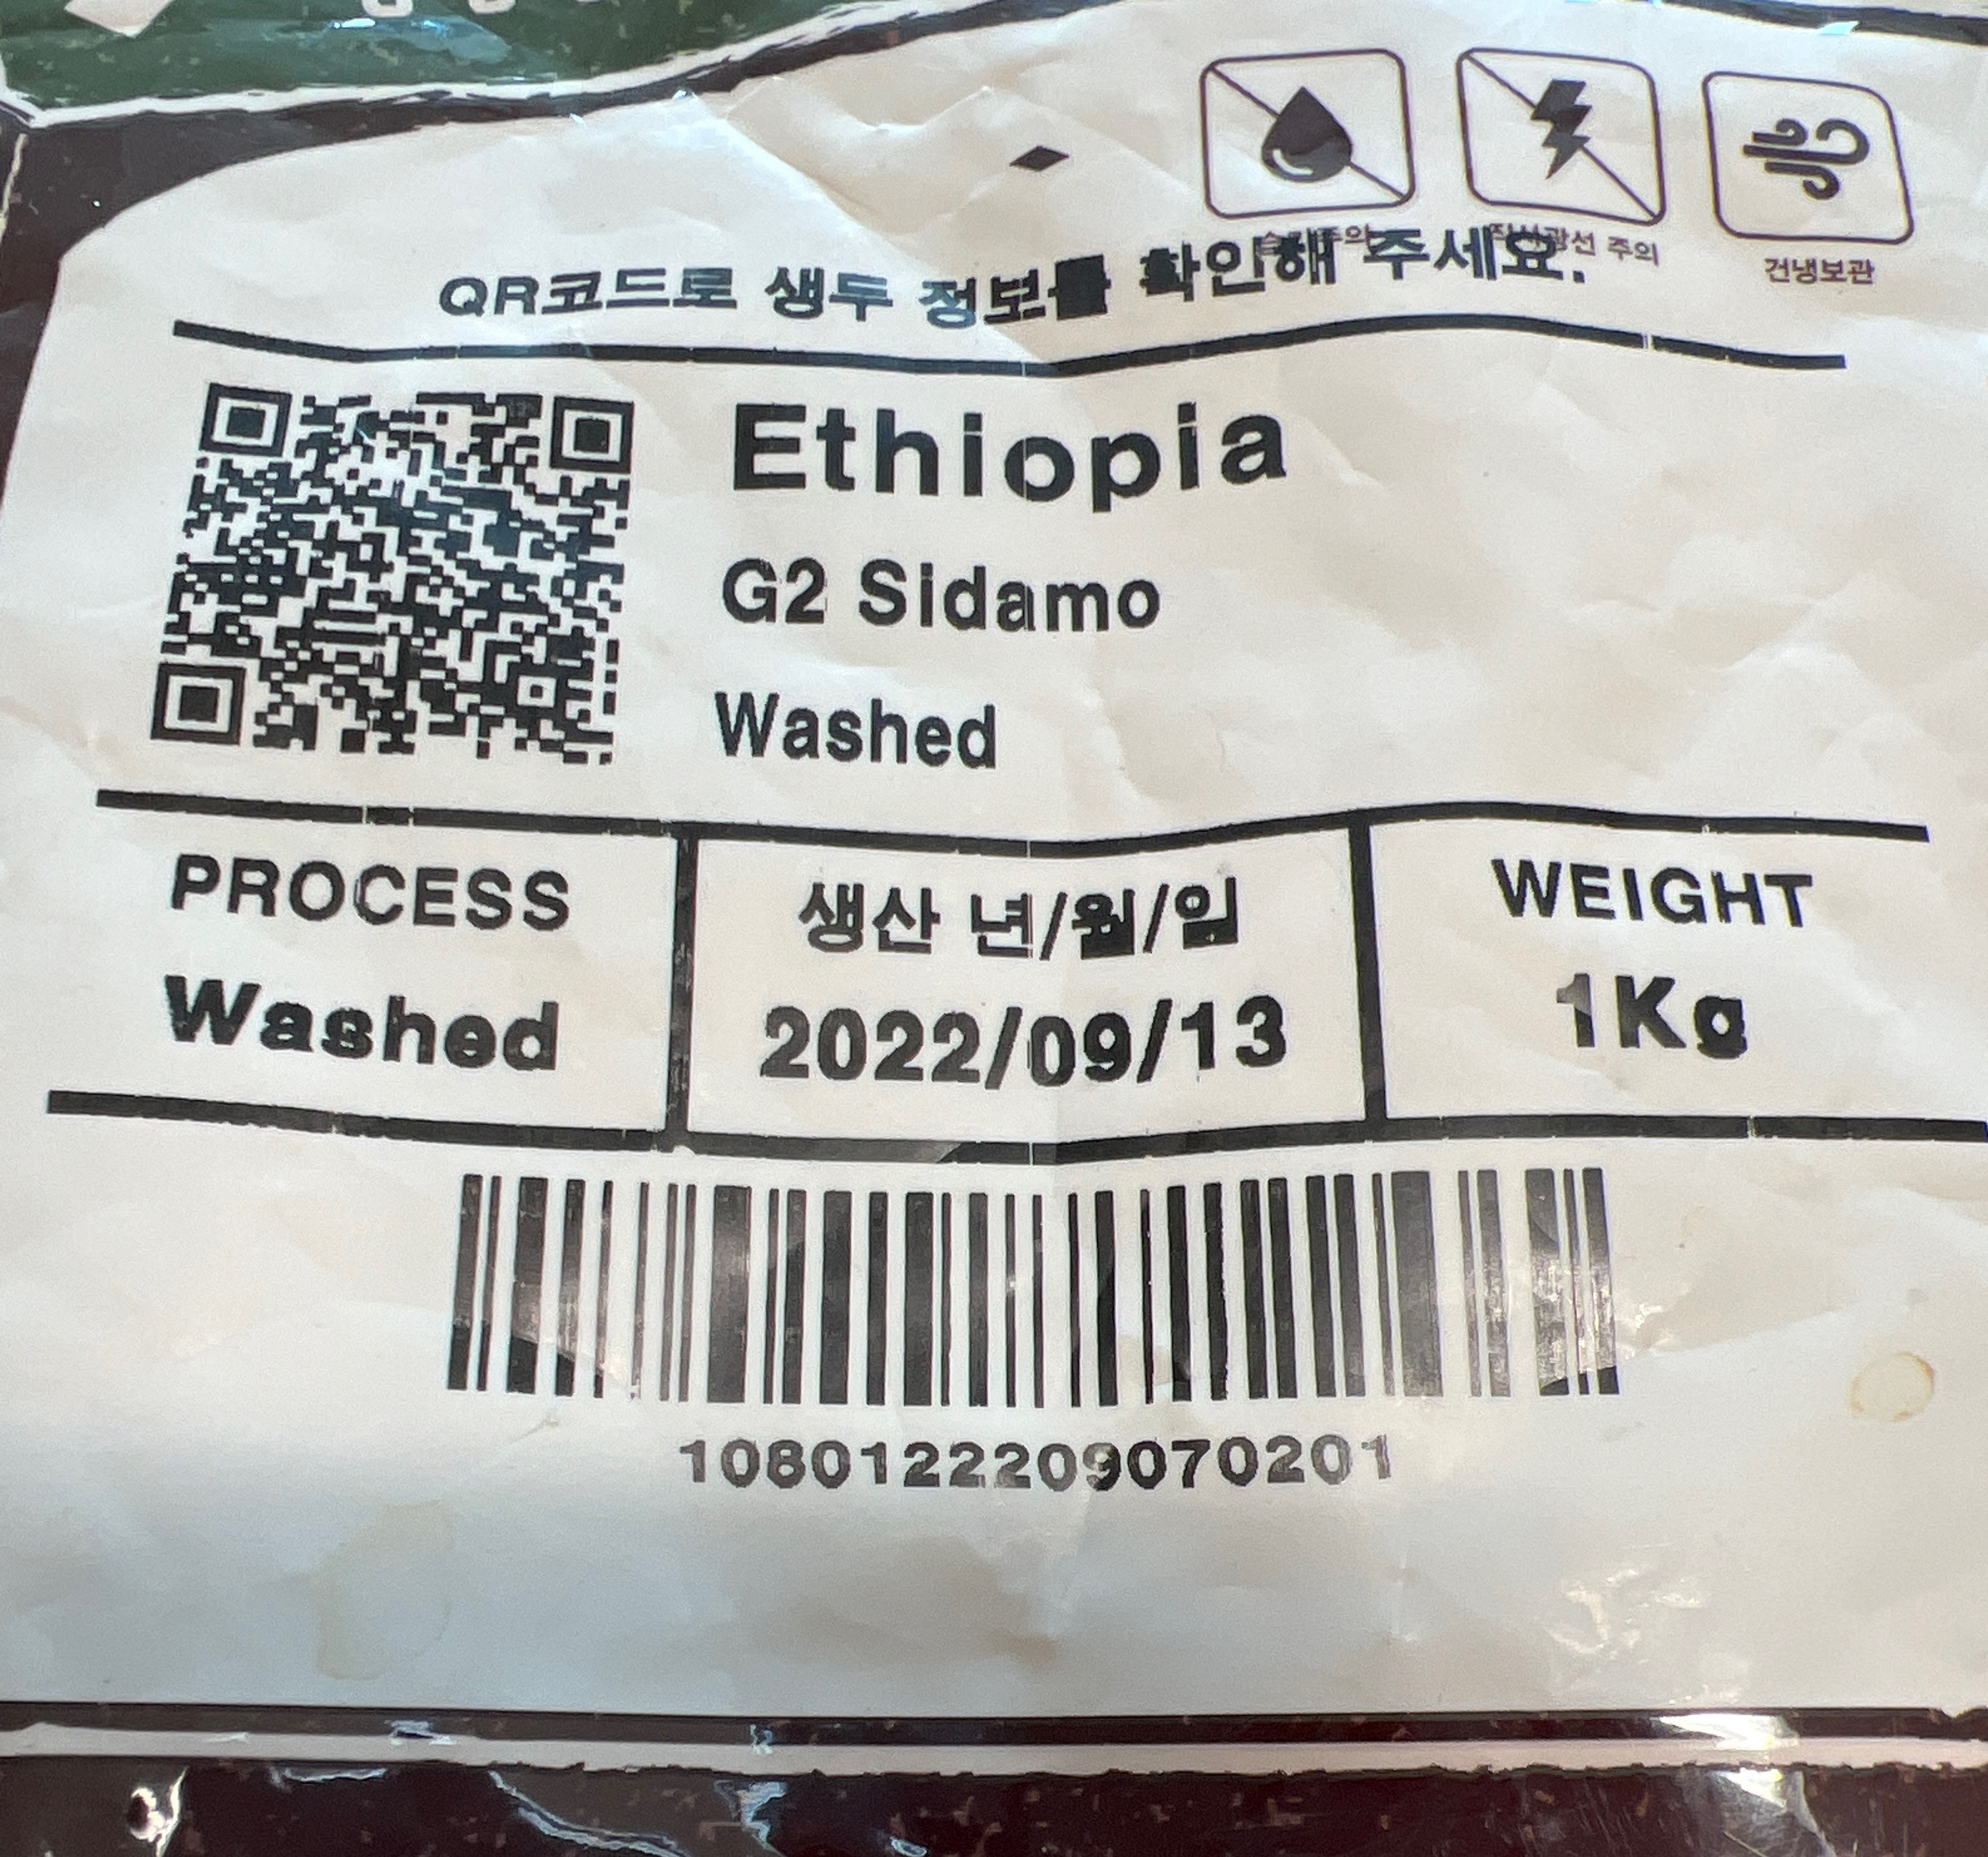 주의 직사광선 주의
건냉보관
QR코드로 생두 정보를 확인해 주세요.
Ethiopia
G2 Sidamo
Washed
PROCESS
생산 년/월/일
WEIGHT
Washed
2022/09/13
1Kg
1080122209070201